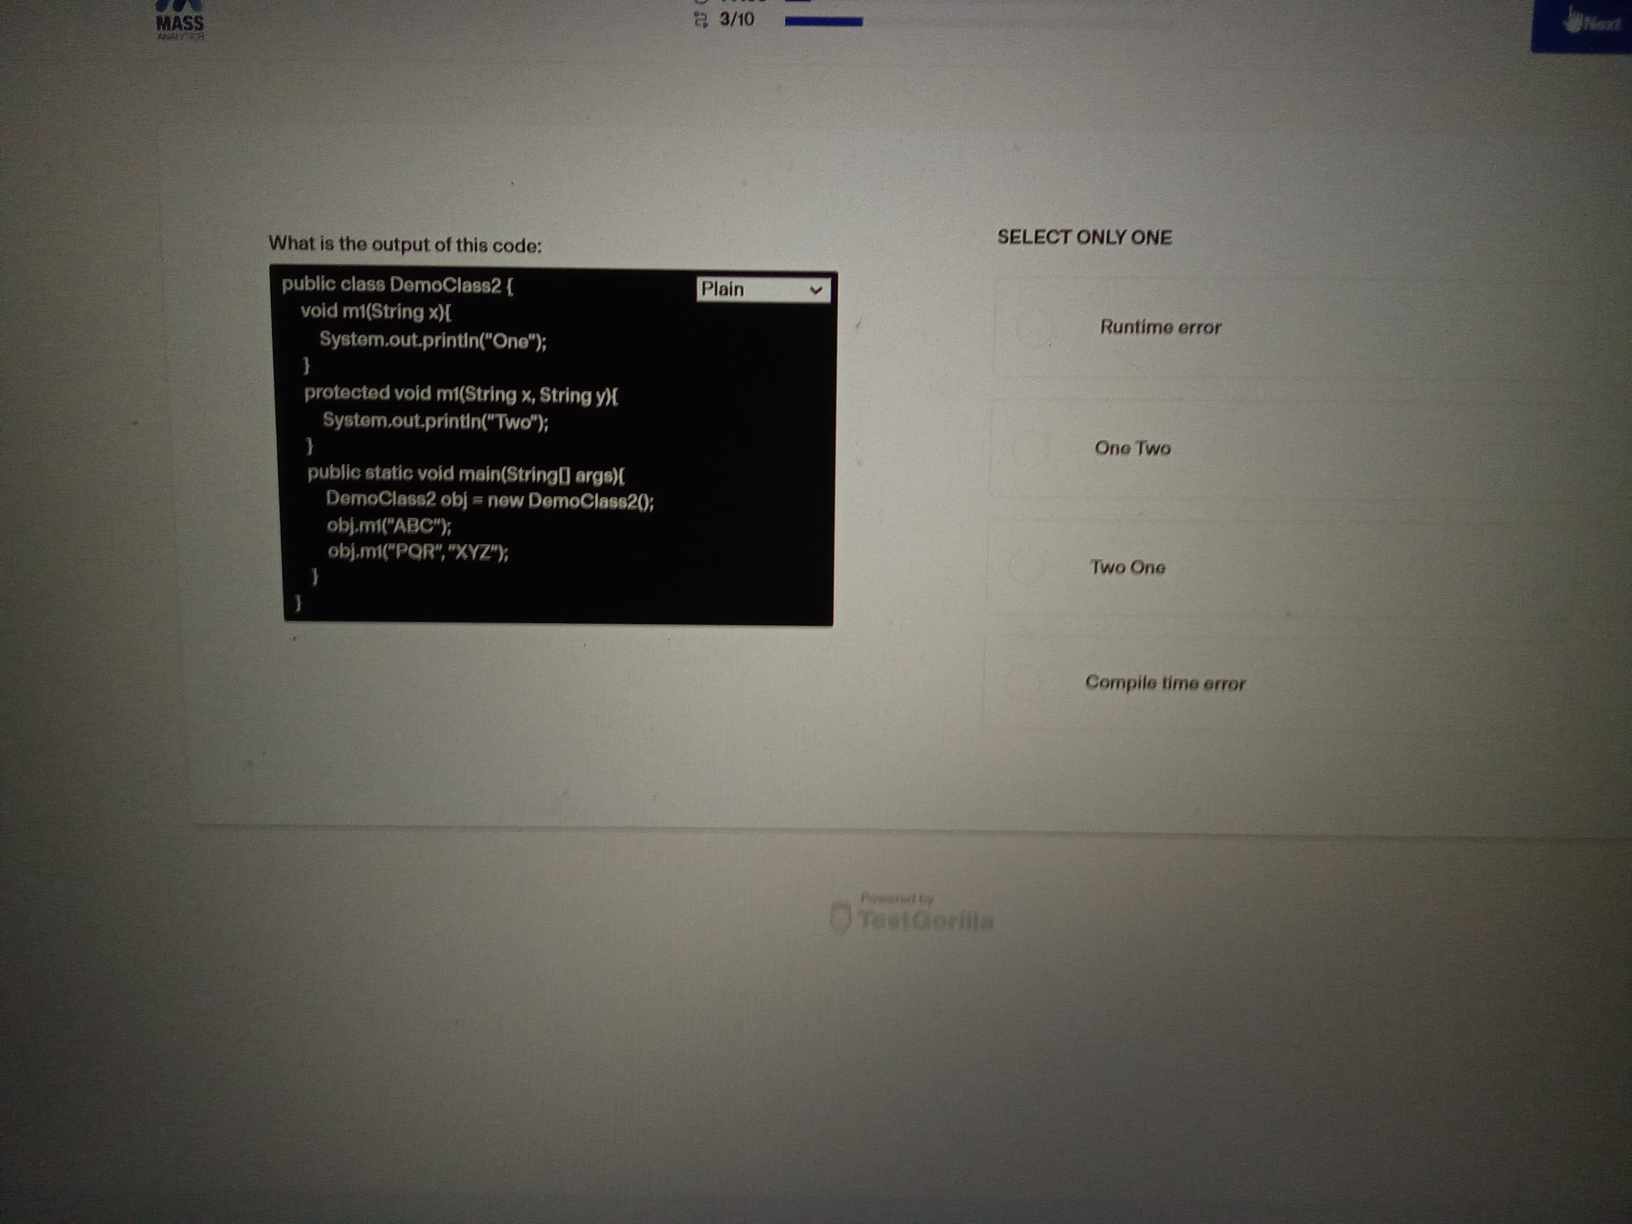 MASS
ANALYTICS
3/10
Next
What is the output of this code:
Plain
public class DemoClass2 {
void m1(String x){
System.out.println("One");
}
protected void m1(String x, String y){
System.out.println("Two");
}
public static void main(String[] args){
DemoClass2 obj = new DemoClass2();
obj.m1("ABC");
obj.m1("PQR", "XYZ");
}
}
SELECT ONLY ONE
Runtime error
One Two
Two One
Compile time error
Powered by
TestGorilla